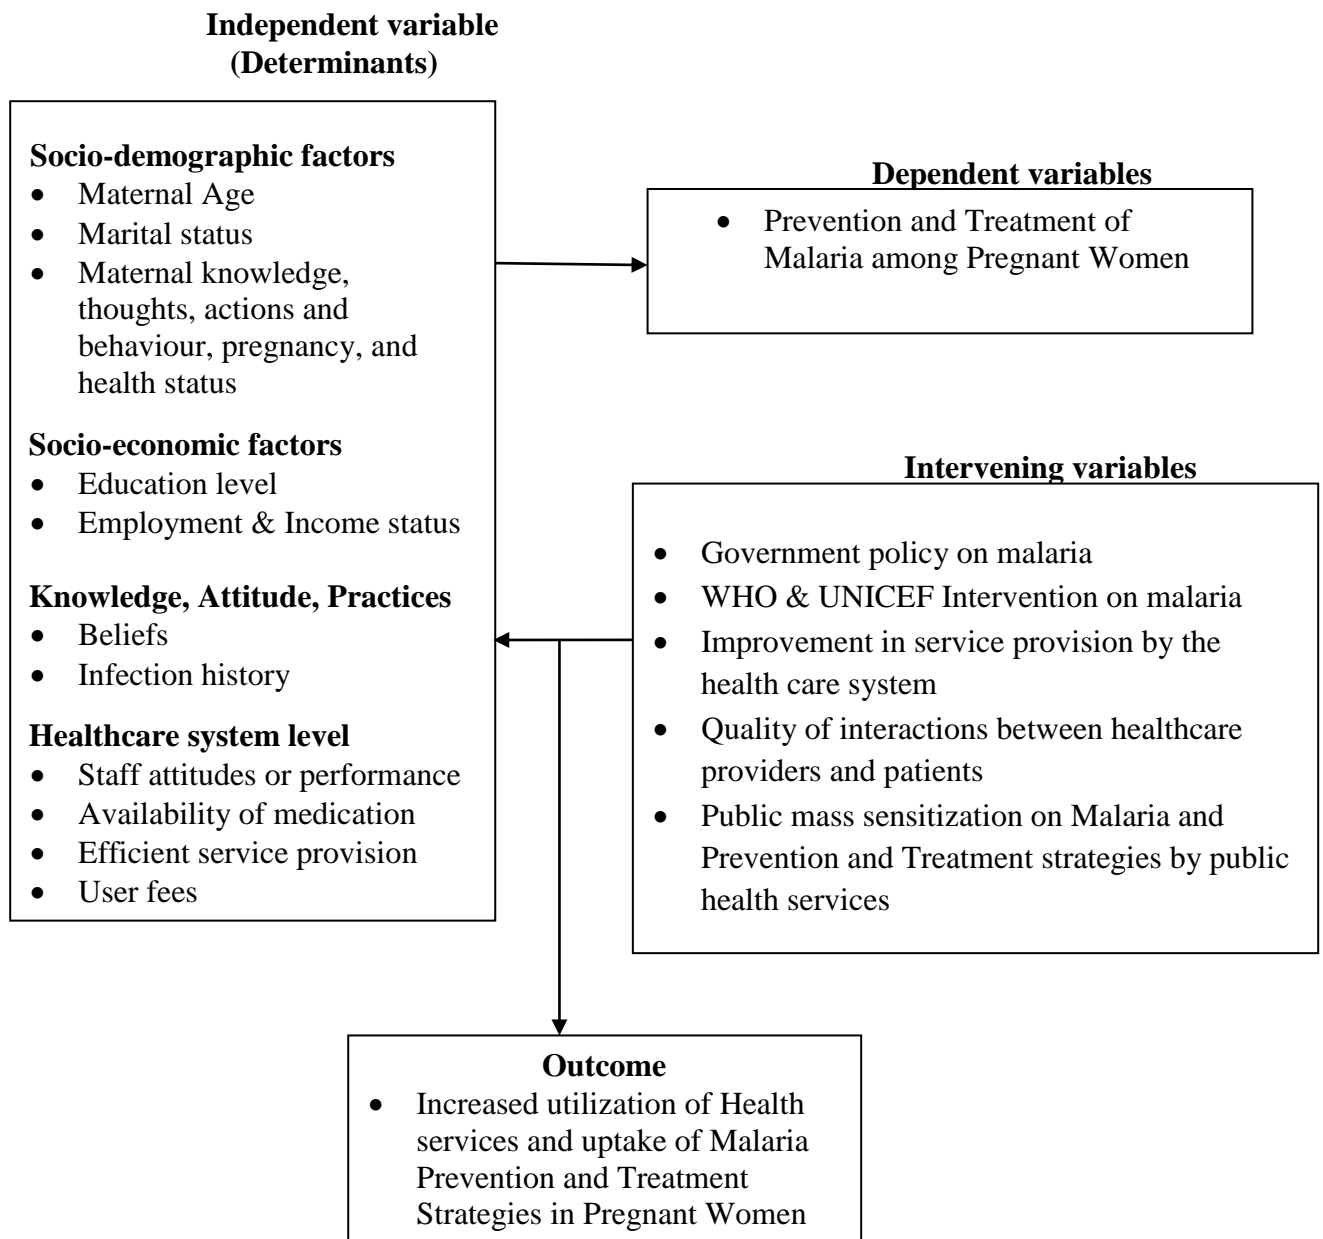 Independent variable
(Determinants)
Socio-demographic factors
• Maternal Age
• Marital status
• Maternal knowledge,
thoughts, actions and
behaviour, pregnancy, and
health status
Socio-economic factors
• Education level
• Employment & Income status
Knowledge, Attitude, Practices
• Beliefs
• Infection history
Healthcare system level
• Staff attitudes or performance
• Availability of medication
• Efficient service provision
• User fees
Dependent variables
• Prevention and Treatment of
Malaria among Pregnant Women
Intervening variables
• Government policy on malaria
• WHO & UNICEF Intervention on malaria
• Improvement in service provision by the
health care system
• Quality of interactions between healthcare
providers and patients
• Public mass sensitization on Malaria and
Prevention and Treatment strategies by public
health services
Outcome
• Increased utilization of Health
services and uptake of Malaria
Prevention and Treatment
Strategies in Pregnant Women